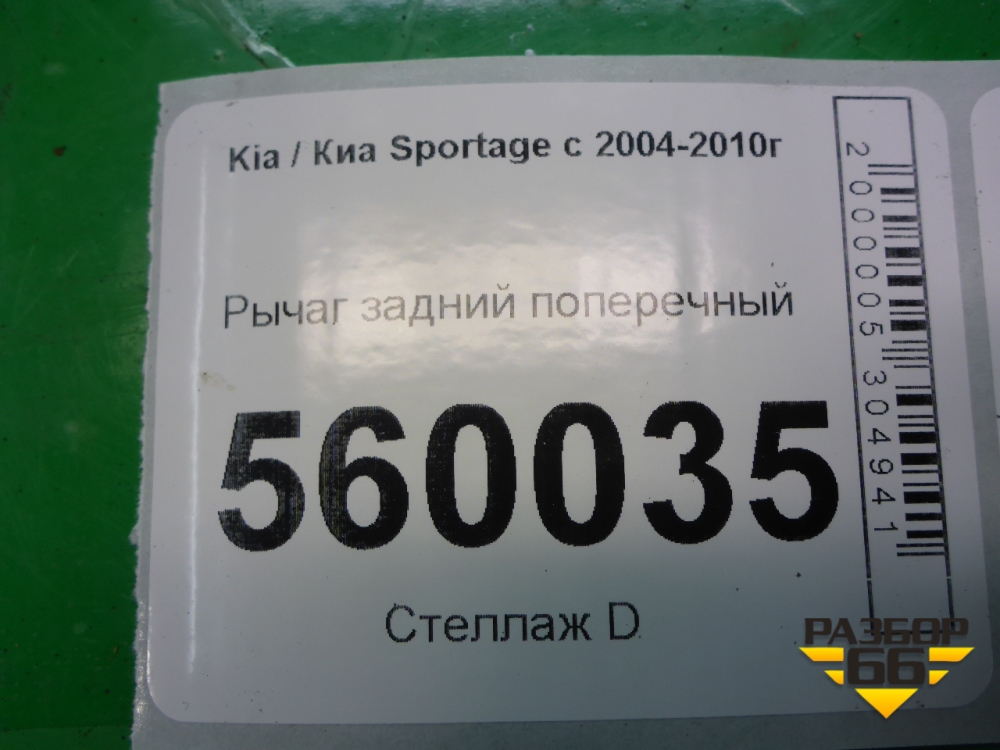 Kia / Киа Sportage с 2004-2010г
Рычаг задний поперечный
560035
Стеллаж D
2000005304941
РАЗБОР
66